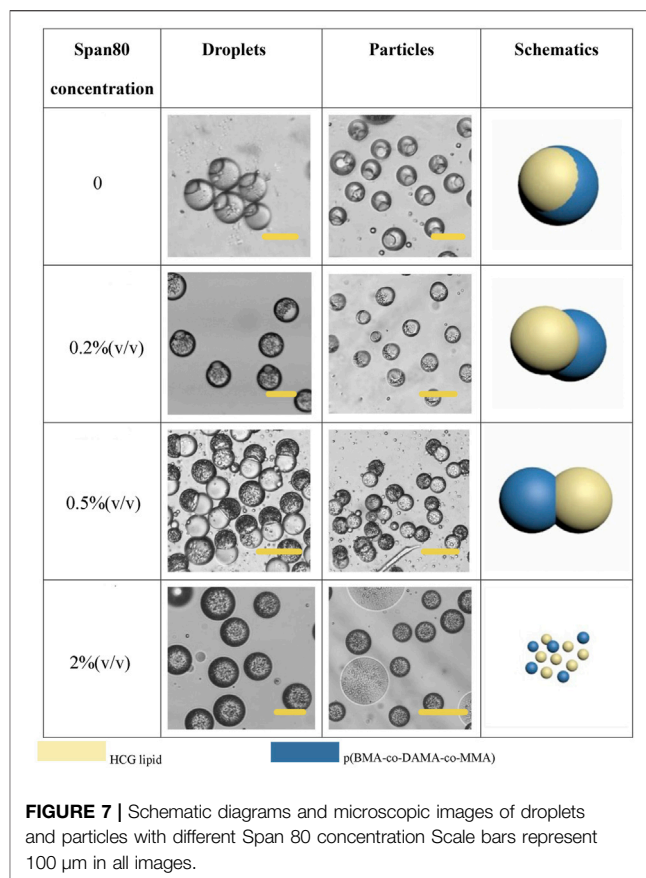 Span80 concentration
Droplets
Particles
Schematics
0
0.2%(v/v)
0.5%(v/v)
2%(v/v)
HCG lipid
p(BMA-co-DAMA-co-MMA)
FIGURE 7 | Schematic diagrams and microscopic images of droplets
and particles with different Span 80 concentration Scale bars represent
100 µm in all images.